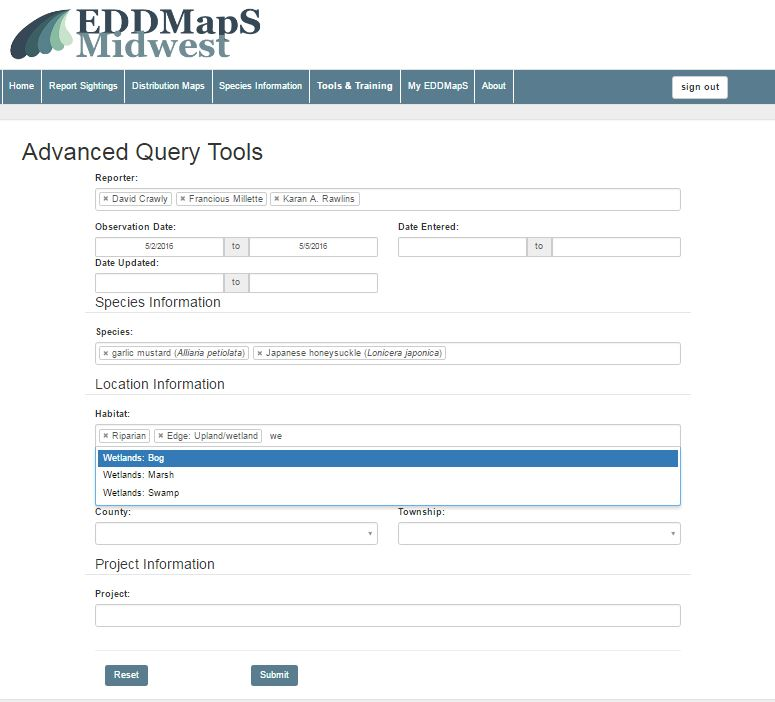 EDDMapS
Midwest
Home Report Sightings Distribution Maps Species Information Tools & Training My EDDMapS About sign out
Advanced Query Tools
Reporter:
× David Crawly × Francious Millette × Karan A. Rawlins
Observation Date: Date Entered:
5/2/2016 to 5/5/2016 to
Date Updated:
to
Species Information
Species:
× garlic mustard (Alliaria petiolata) × Japanese honeysuckle (Lonicera japonica)
Location Information
Habitat:
× Riparian × Edge: Upland/wetland we
Wetlands: Bog
Wetlands: Marsh
Wetlands: Swamp
County: Township:
Project Information
Project:
Reset Submit